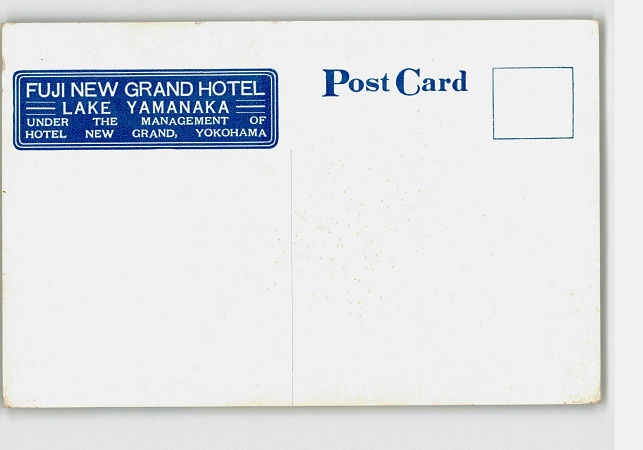 FUJI NEW GRAND HOTEL
LAKE YAMANAKA
UNDER THE MANAGEMENT OF
HOTEL NEW GRAND, YOKOHAMA
Post Card